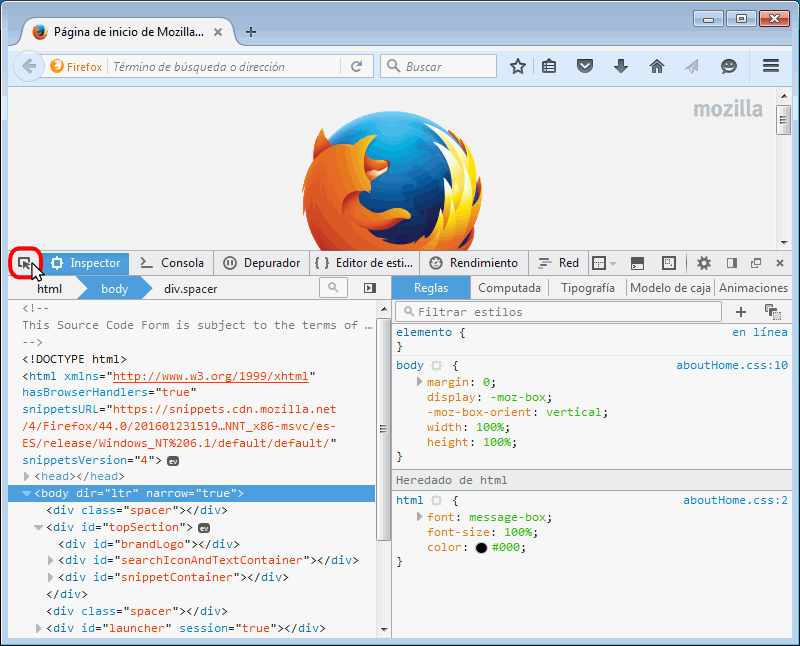 Página de inicio de Mozilla...
Firefox
Término de búsqueda o dirección
Buscar
mozilla
Inspector
Consola
Depurador
{ } Editor de esti...
Rendimiento
Red
html
body
div.spacer
Reglas
Computada
Tipografía
Modelo de caja
Animaciones
<!--
This Source Code Form is subject to the terms of …
-->
<!DOCTYPE html>
<html xmlns="http://www.w3.org/1999/xhtml"
hasBrowserHandlers="true"
snippetsURL="https://snippets.cdn.mozilla.net
/4/Firefox/44.0/201601231519…NNT_x86-msvc/es-
ES/release/Windows_NT%206.1/default/default/"
snippetsVersion="4"> ev
<head></head>
<body dir="ltr" narrow="true">
<div class="spacer"></div>
<div id="topSection"> ev
<div id="brandLogo"></div>
<div id="searchIconAndTextContainer"></div>
<div id="snippetContainer"></div>
</div>
<div class="spacer"></div>
<div id="launcher" session="true"></div>
Filtrar estilos
elemento { en línea
}
body { aboutHome.css:10
margin: 0;
display: -moz-box;
-moz-box-orient: vertical;
width: 100%;
height: 100%;
}
Heredado de html
html { aboutHome.css:2
font: message-box;
font-size: 100%;
color: #000;
}